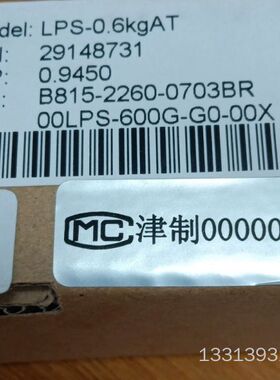 del: LPS-0.6kgAT
29148731
0.9450
B815-2260-0703BR
00LPS-600G-G0-00X
MC 津制00000
1331393